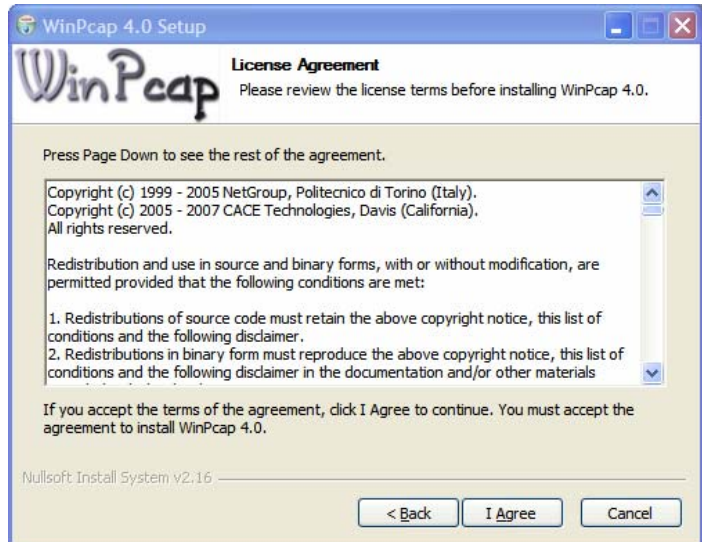 WinPcap 4.0 Setup
WinPcap
License Agreement
Please review the license terms before installing WinPcap 4.0.
Press Page Down to see the rest of the agreement.
Copyright (c) 1999 - 2005 NetGroup, Politecnico di Torino (Italy).
Copyright (c) 2005 - 2007 CACE Technologies, Davis (California).
All rights reserved.
Redistribution and use in source and binary forms, with or without modification, are
permitted provided that the following conditions are met:
1. Redistributions of source code must retain the above copyright notice, this list of
conditions and the following disclaimer.
2. Redistributions in binary form must reproduce the above copyright notice, this list of
conditions and the following disclaimer in the documentation and/or other materials
If you accept the terms of the agreement, click I Agree to continue. You must accept the
agreement to install WinPcap 4.0.
Nullsoft Install System v2.16
< Back
I Agree
Cancel